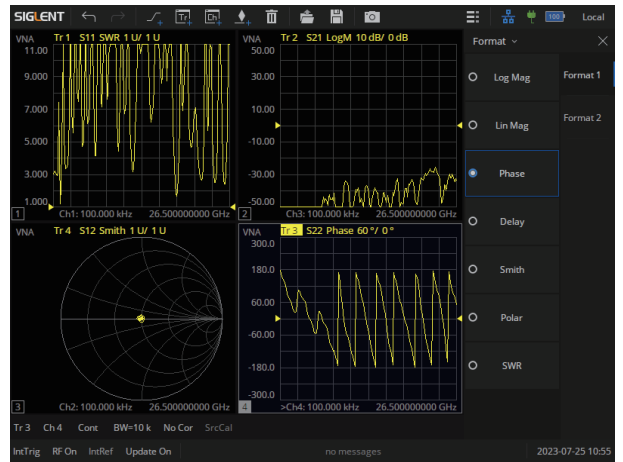 SIGLENT Tr Ch 100 Local
VNA Tr 1 S11 SWR 1 U/ 1 U
11.00
9.000
7.000
5.000
3.000
1.000
1 Ch1: 100.000 kHz 26.500000000 GHz
VNA Tr 2 S21 LogM 10 dB/ 0 dB
50.00
30.00
10.00
-10.00
-30.00
-50.00
2 Ch3: 100.000 kHz 26.500000000 GHz
VNA Tr 4 S12 Smith 1 U/ 1 U
3 Ch2: 100.000 kHz 26.500000000 GHz
VNA Tr 3 S22 Phase 60 °/ 0 °
300.0
180.0
60.00
-60.00
-180.0
-300.0
4 >Ch4: 100.000 kHz 26.500000000 GHz
Format
Log Mag
Lin Mag
Phase
Delay
Smith
Polar
SWR
Format 1
Format 2
Tr 3 Ch 4 Cont BW=10 k No Cor SrcCal
IntTrig RF On IntRef Update On no messages 2023-07-25 10:55